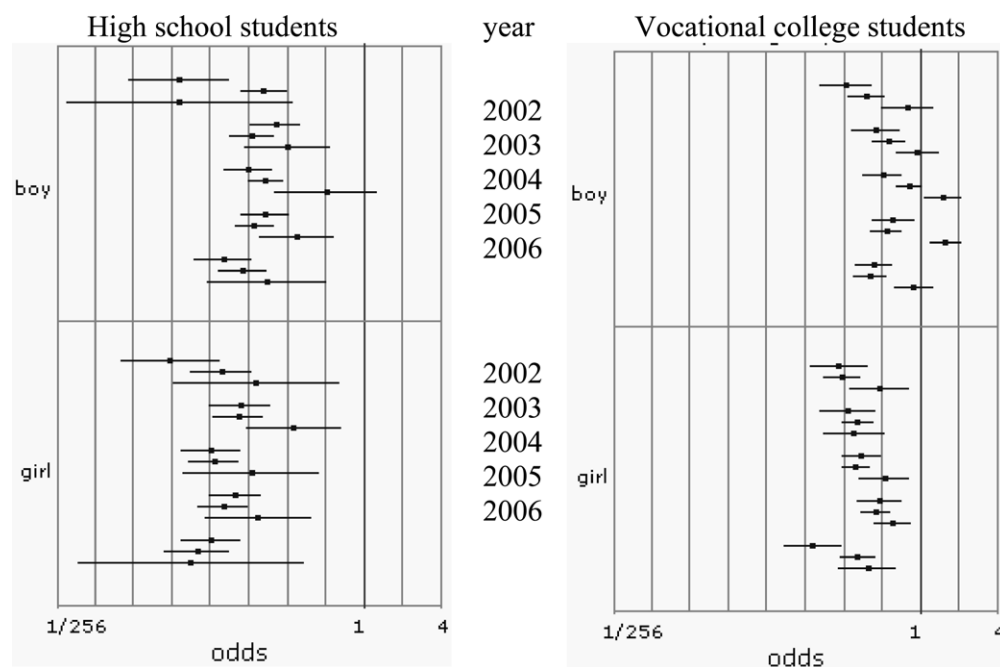 High school students year Vocational college students
2002
2003
boy 2004 boy
2005
2006
2002
2003
2004
girl 2005 girl
2006
1/256 1 4 1/256 1 4
odds odds